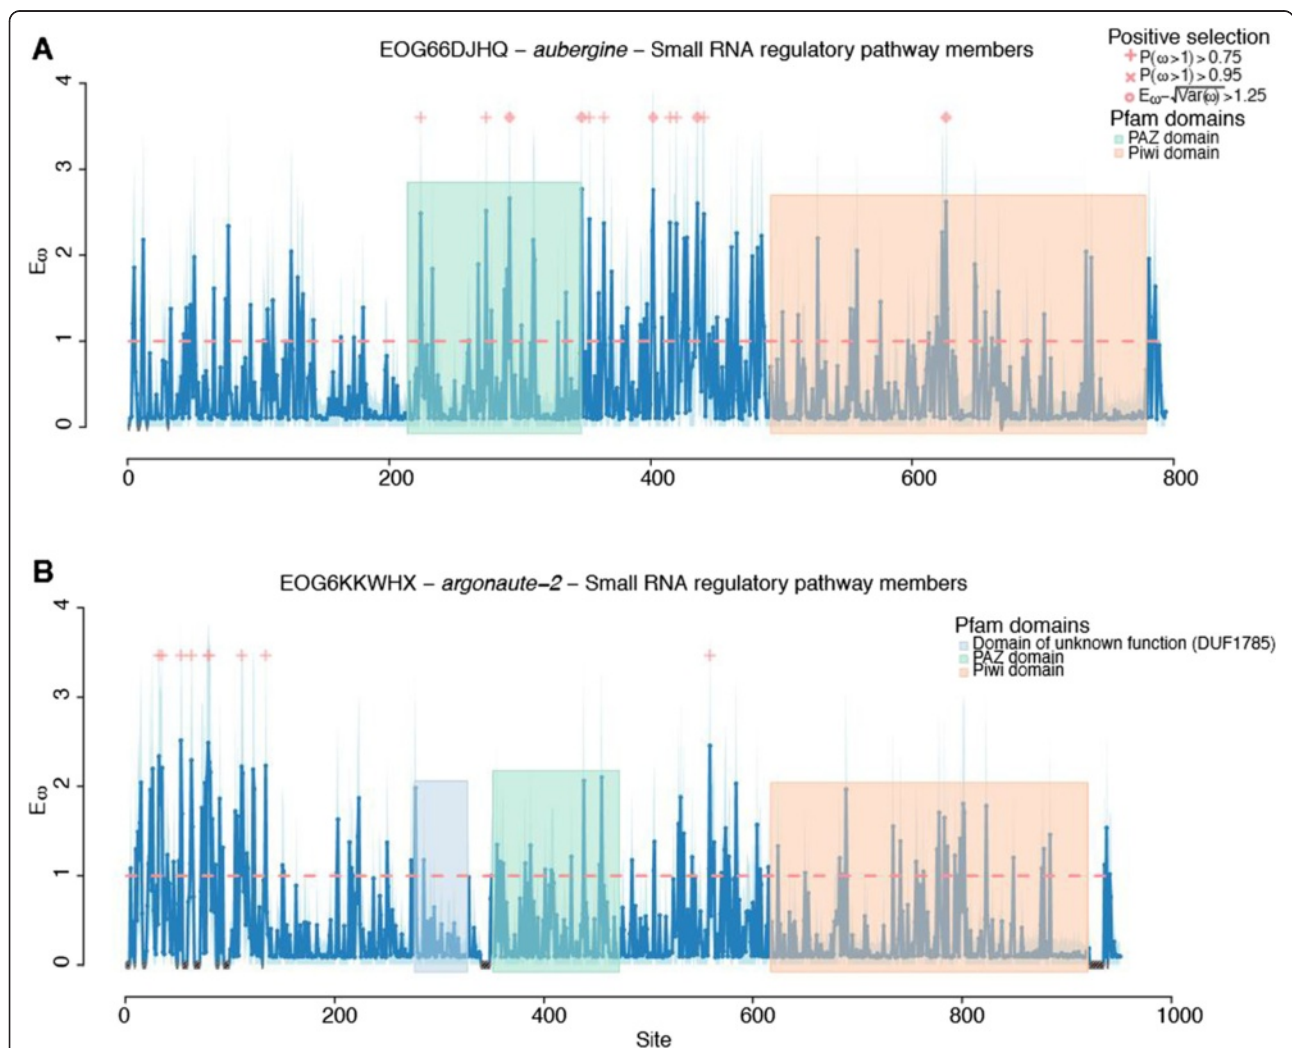 A
EOG66DJHQ – aubergine – Small RNA regulatory pathway members
Positive selection
+ P(ω>1) > 0.75
× P(ω>1) > 0.95
o Eω–√Var(ω) > 1.25
Pfam domains
PAZ domain
Piwi domain
4
3
2
1
0
Eω
0 200 400 600 800
B
EOG6KKWHX – argonaute–2 – Small RNA regulatory pathway members
Pfam domains
Domain of unknown function (DUF1785)
PAZ domain
Piwi domain
4
3
2
1
0
Eω
0 200 400 600 800 1000
Site